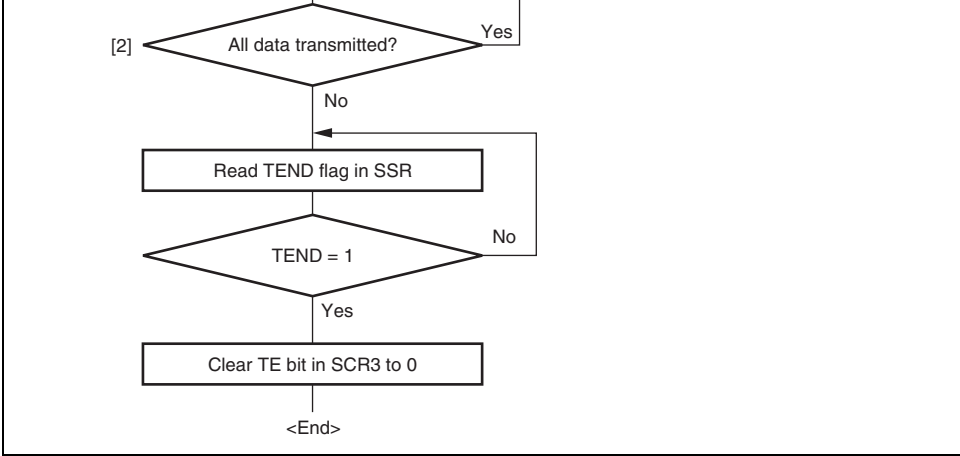 [2]
All data transmitted?
Yes
No
Read TEND flag in SSR
TEND = 1
No
Yes
Clear TE bit in SCR3 to 0
<End>